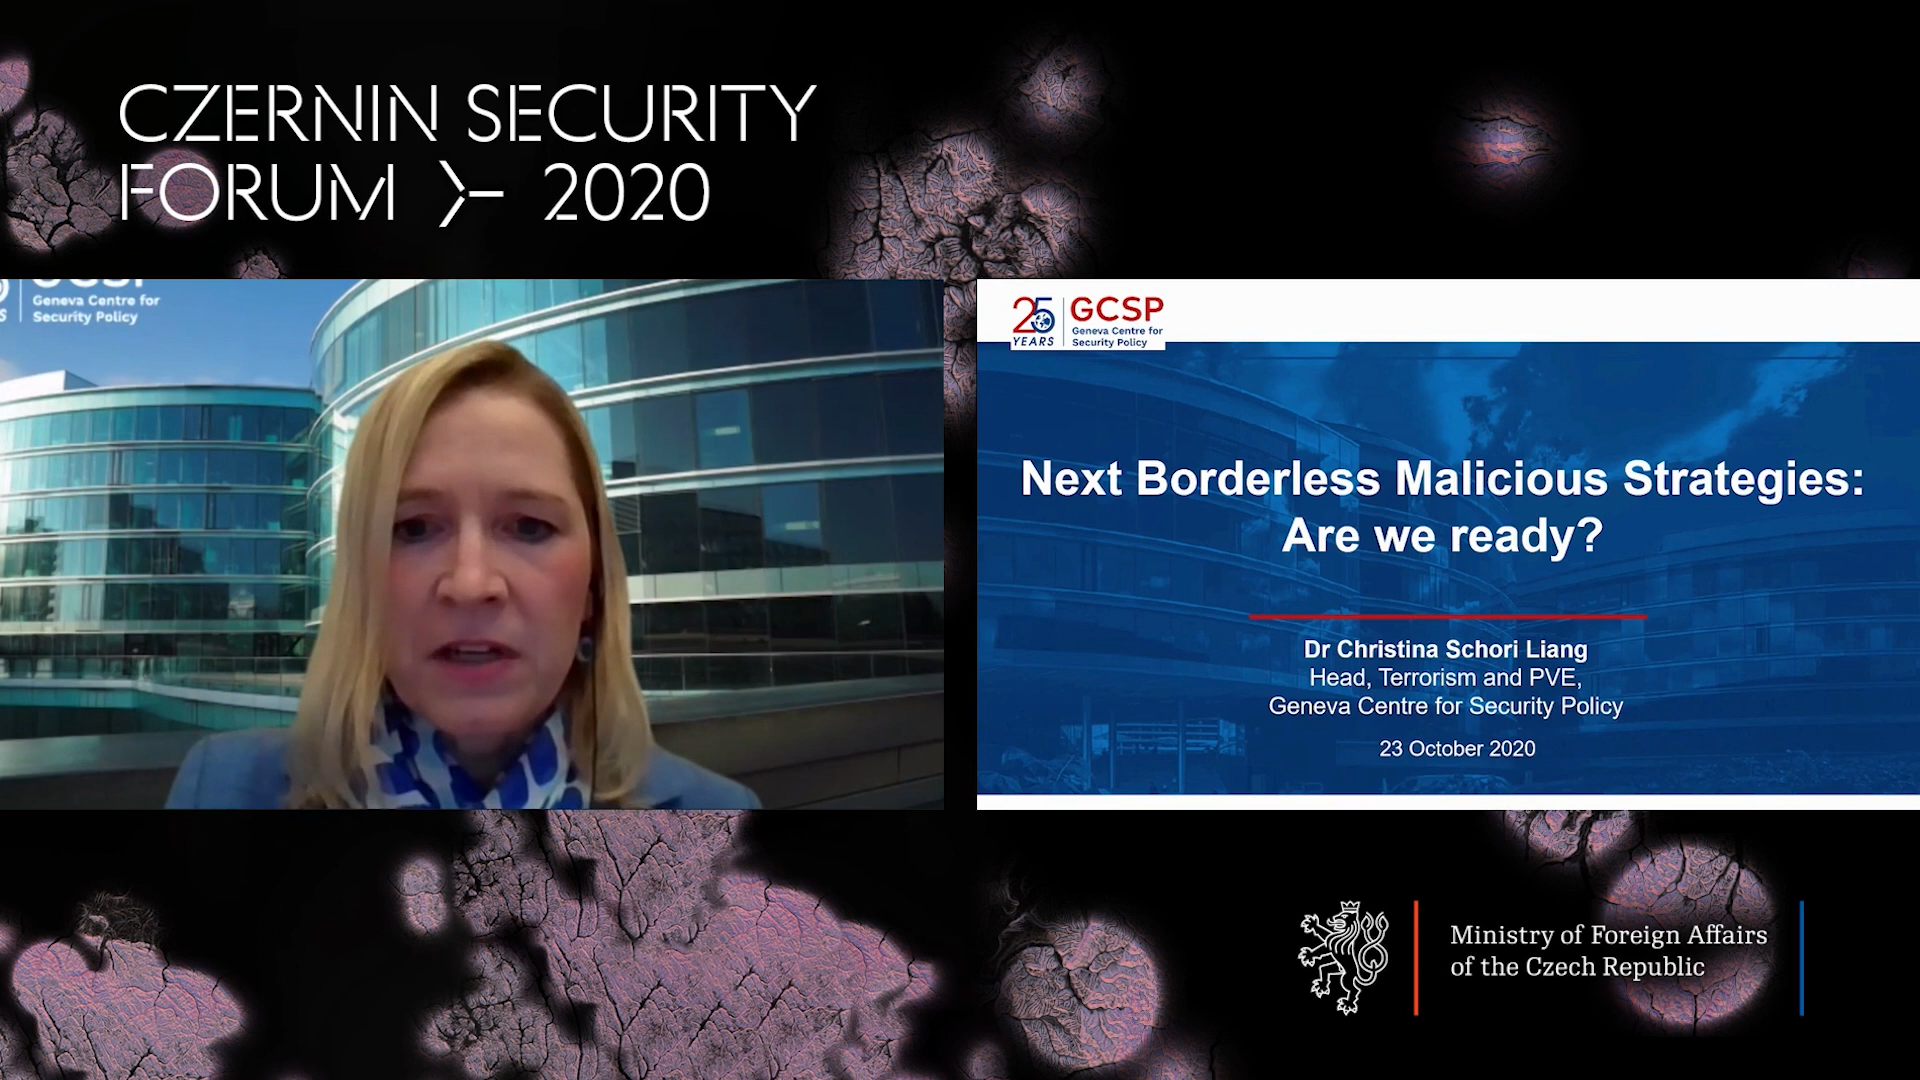 CZERNIN SECURITY
FORUM 2020
Geneva Centre for
Security Policy
25
YEARS
GCSP
Geneva Centre for
Security Policy
Next Borderless Malicious Strategies:
Are we ready?
Dr Christina Schori Liang
Head, Terrorism and PVE,
Geneva Centre for Security Policy
23 October 2020
Ministry of Foreign Affairs
of the Czech Republic